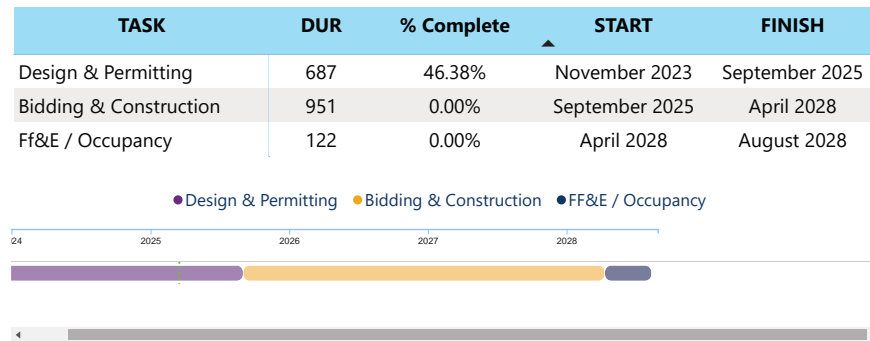 TASK DUR % Complete START FINISH
Design & Permitting 687 46.38% November 2023 September 2025
Bidding & Construction 951 0.00% September 2025 April 2028
Ff&E / Occupancy 122 0.00% April 2028 August 2028
Design & Permitting Bidding & Construction FF&E / Occupancy
24 2025 2026 2027 2028